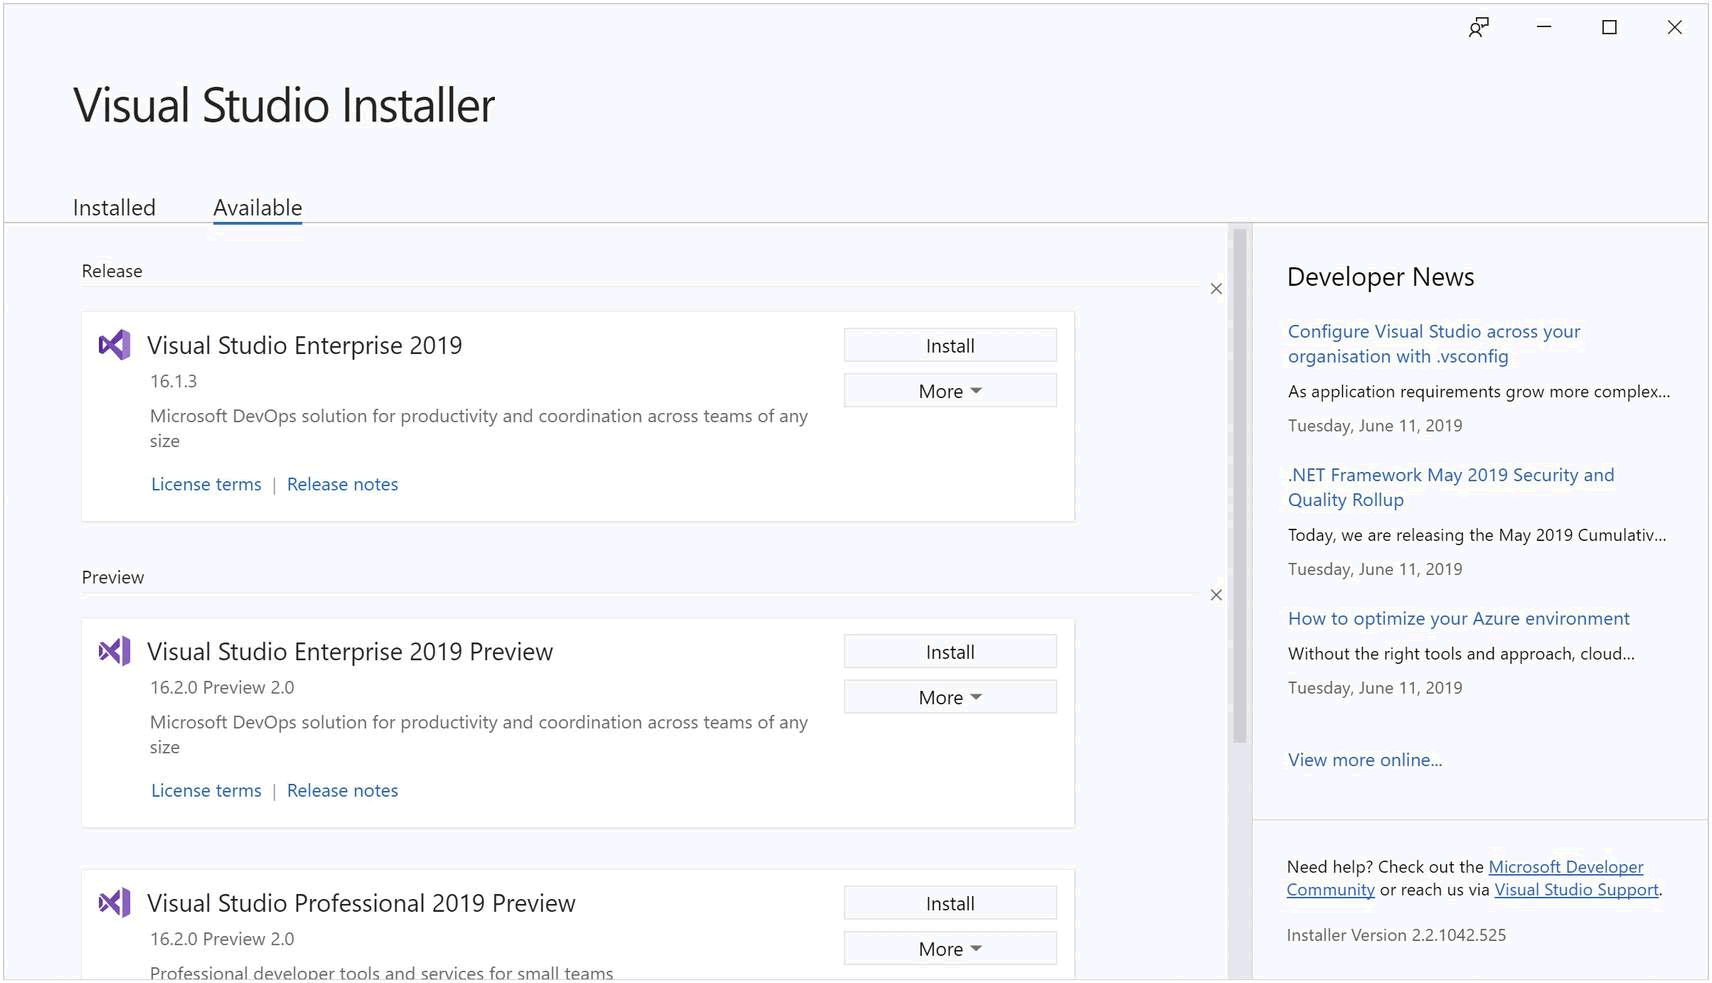 Visual Studio Installer
Installed
Available
Release
Visual Studio Enterprise 2019
Install
16.1.3
More
Microsoft DevOps solution for productivity and coordination across teams of any
size
License terms | Release notes
Preview
Visual Studio Enterprise 2019 Preview
Install
16.2.0 Preview 2.0
More
Microsoft DevOps solution for productivity and coordination across teams of any
size
License terms | Release notes
Visual Studio Professional 2019 Preview
Install
16.2.0 Preview 2.0
More
Professional developer tools and services for small teams
Developer News
Configure Visual Studio across your
organisation with .vsconfig
As application requirements grow more complex...
Tuesday, June 11, 2019
.NET Framework May 2019 Security and
Quality Rollup
Today, we are releasing the May 2019 Cumulativ...
Tuesday, June 11, 2019
How to optimize your Azure environment
Without the right tools and approach, cloud...
Tuesday, June 11, 2019
View more online...
Need help? Check out the Microsoft Developer
Community or reach us via Visual Studio Support.
Installer Version 2.2.1042.525